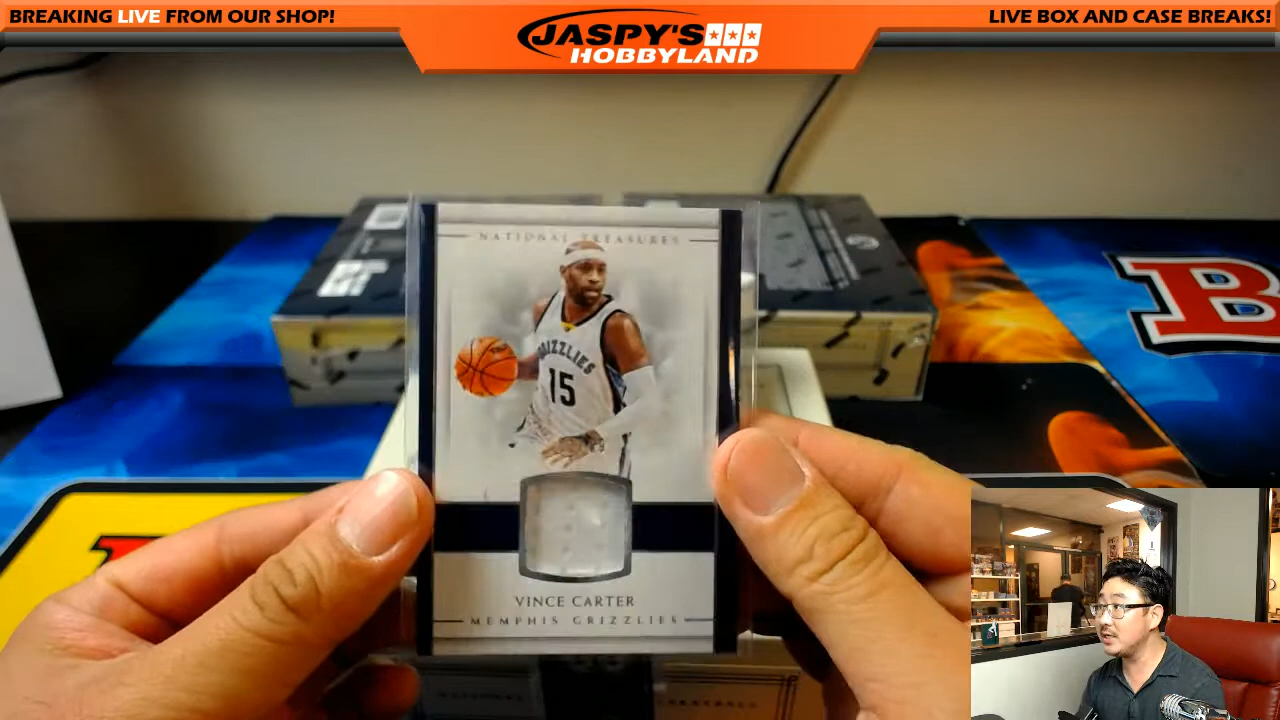 BREAKING LIVE FROM OUR SHOP!
JASPY'S
HOBBYLAND
LIVE BOX AND CASE BREAKS!
NATIONAL TREASURES
GRIZZLIES
15
VINCE CARTER
MEMPHIS GRIZZLIES
B
NATIONAL